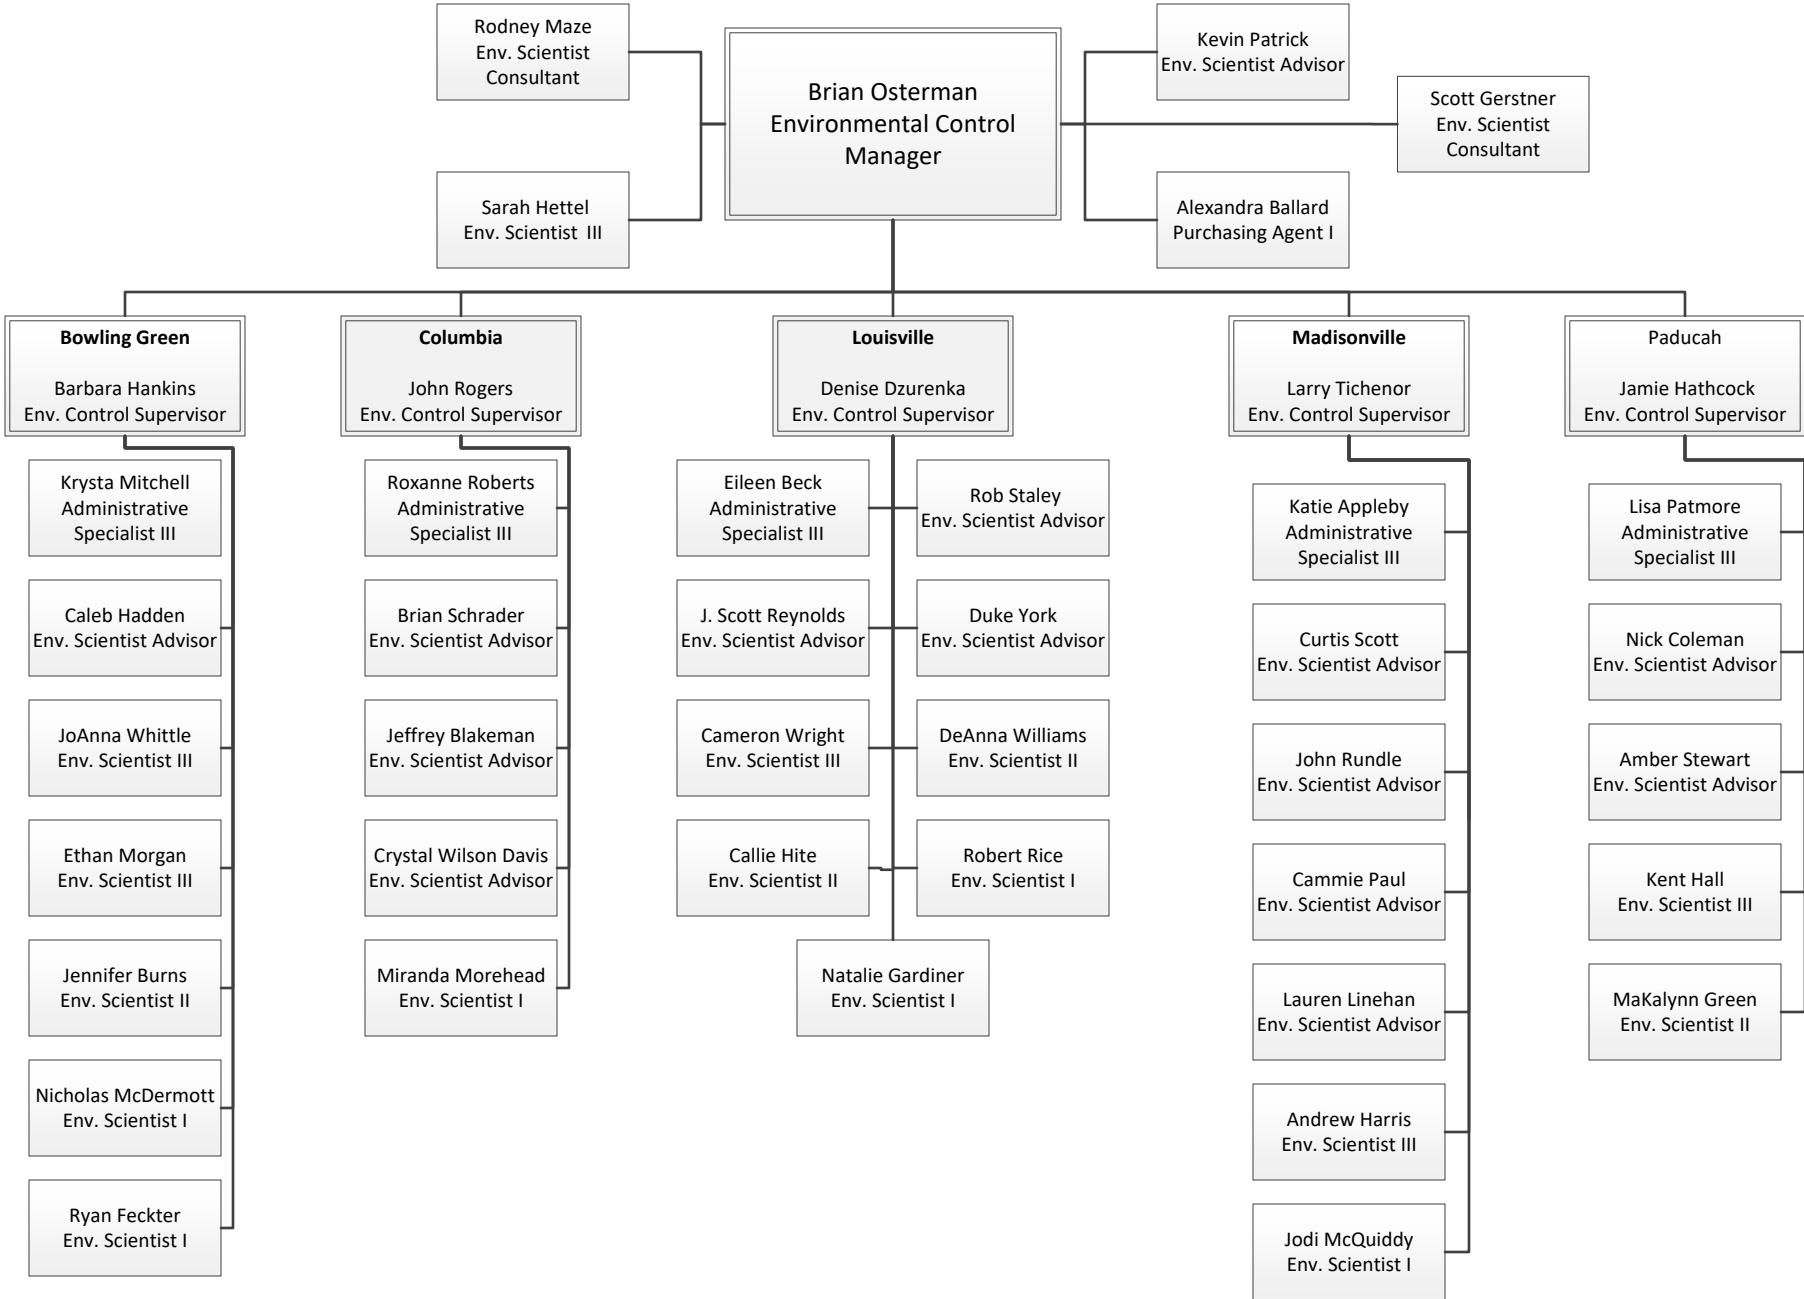 Rodney Maze
Env. Scientist
Consultant
Brian Osterman
Environmental Control
Manager
Kevin Patrick
Env. Scientist Advisor
Scott Gerstner
Env. Scientist
Consultant
Sarah Hettel
Env. Scientist III
Alexandra Ballard
Purchasing Agent I
Bowling Green
Barbara Hankins
Env. Control Supervisor
Krysta Mitchell
Administrative
Specialist III
Caleb Hadden
Env. Scientist Advisor
JoAnna Whittle
Env. Scientist III
Ethan Morgan
Env. Scientist III
Jennifer Burns
Env. Scientist II
Nicholas McDermott
Env. Scientist I
Ryan Feckter
Env. Scientist I
Columbia
John Rogers
Env. Control Supervisor
Roxanne Roberts
Administrative
Specialist III
Brian Schrader
Env. Scientist Advisor
Jeffrey Blakeman
Env. Scientist Advisor
Crystal Wilson Davis
Env. Scientist Advisor
Miranda Morehead
Env. Scientist I
Louisville
Denise Dzurenka
Env. Control Supervisor
Eileen Beck
Administrative
Specialist III
Rob Staley
Env. Scientist Advisor
J. Scott Reynolds
Env. Scientist Advisor
Duke York
Env. Scientist Advisor
Cameron Wright
Env. Scientist III
DeAnna Williams
Env. Scientist II
Callie Hite
Env. Scientist II
Robert Rice
Env. Scientist I
Natalie Gardiner
Env. Scientist I
Madisonville
Larry Tichenor
Env. Control Supervisor
Katie Appleby
Administrative
Specialist III
Curtis Scott
Env. Scientist Advisor
John Rundle
Env. Scientist Advisor
Cammie Paul
Env. Scientist Advisor
Lauren Linehan
Env. Scientist Advisor
Andrew Harris
Env. Scientist III
Jodi McQuiddy
Env. Scientist I
Paducah
Jamie Hathcock
Env. Control Supervisor
Lisa Patmore
Administrative
Specialist III
Nick Coleman
Env. Scientist Advisor
Amber Stewart
Env. Scientist Advisor
Kent Hall
Env. Scientist III
MaKalynn Green
Env. Scientist II